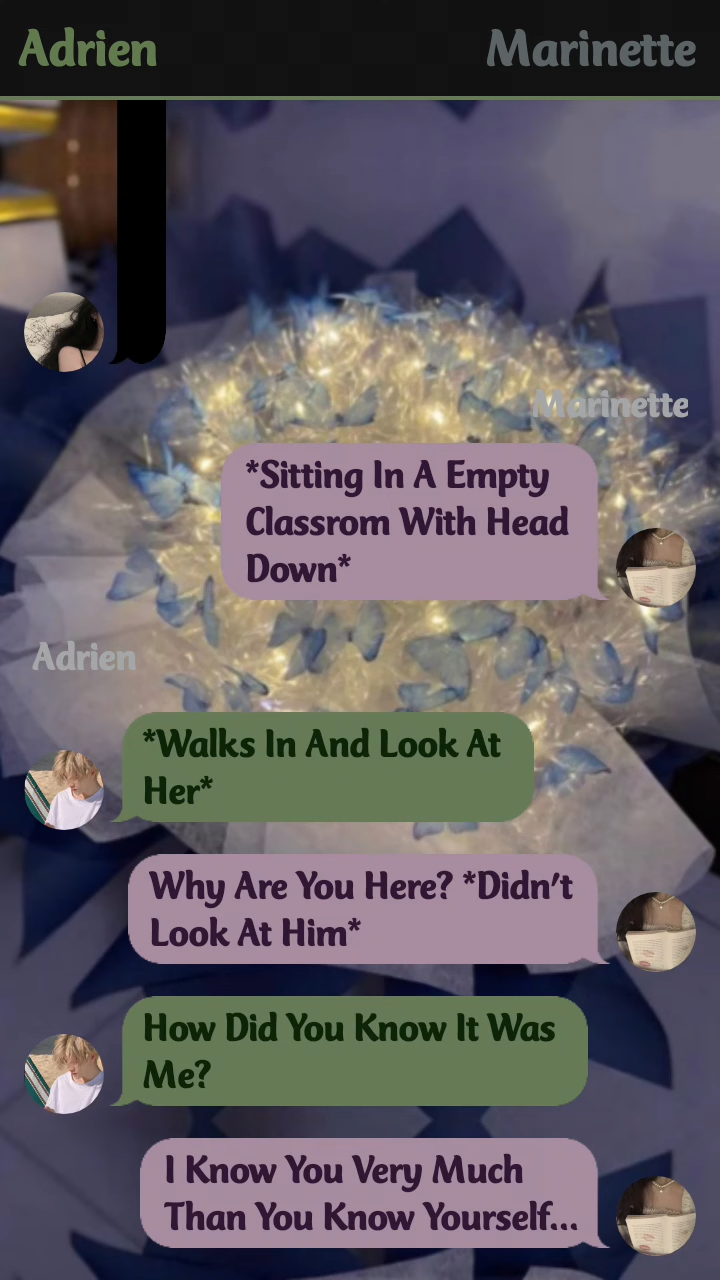 Adrien
Marinette
Marinette
*Sitting In A Empty
Classrom With Head
Down*
Adrien
*Walks In And Look At
Her*
Why Are You Here? *Didn't
Look At Him*
How Did You Know It Was
Me?
I Know You Very Much
Than You Know Yourself...